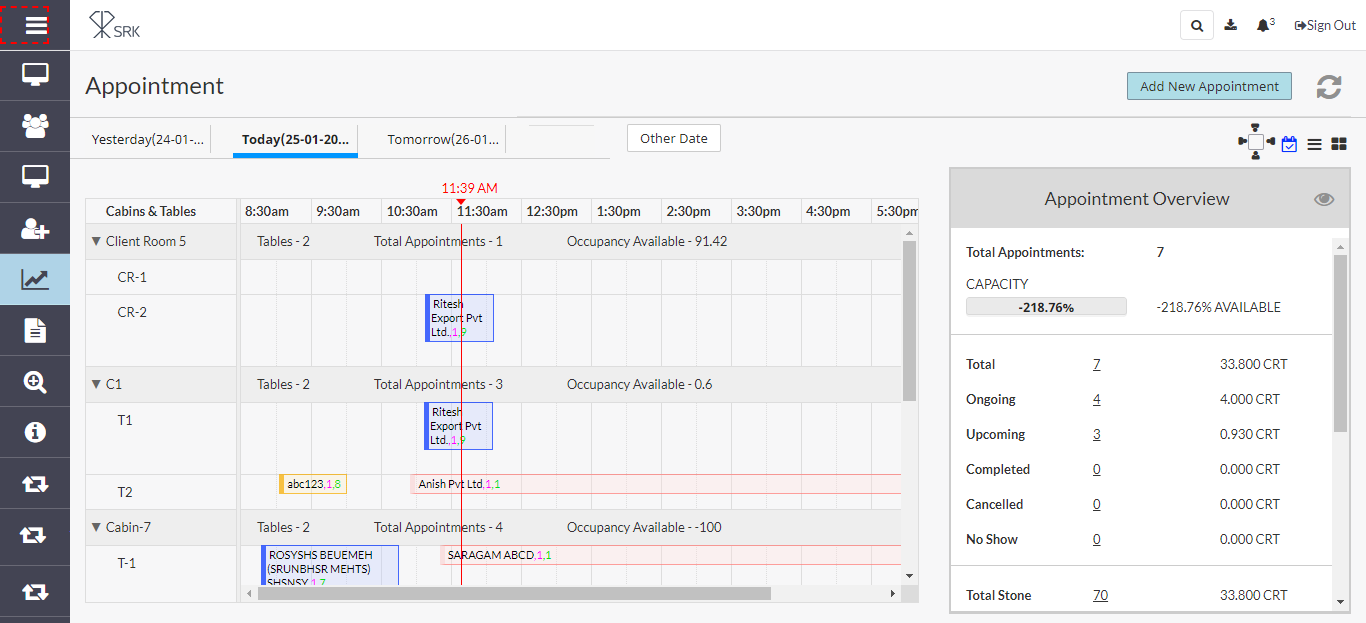 SRK
3
Sign Out
Appointment
Add New Appointment
Yesterday(24-01-...
Today(25-01-20...
Tomorrow(26-01...
Other Date
11:39 AM
Cabins & Tables
8:30am 9:30am 10:30am 11:30am 12:30pm 1:30pm 2:30pm 3:30pm 4:30pm 5:30pm
Client Room 5 Tables - 2 Total Appointments - 1 Occupancy Available - 91.42
CR-1
CR-2
Ritesh
Export Pvt
Ltd.,1,9
C1 Tables - 2 Total Appointments - 3 Occupancy Available - 0.6
T1
Ritesh
Export Pvt
Ltd.,1,9
T2
abc123,1,8
Anish Pvt Ltd,1,1
Cabin-7 Tables - 2 Total Appointments - 4 Occupancy Available - -100
T-1
ROSYSHS BEUEMEH
(SRUNBHSR MEHTS)
SHSNSY,1,7
SARAGAM ABCD,1,1
Appointment Overview
Total Appointments: 7
CAPACITY
-218.76% -218.76% AVAILABLE
Total 7 33.800 CRT
Ongoing 4 4.000 CRT
Upcoming 3 0.930 CRT
Completed 0 0.000 CRT
Cancelled 0 0.000 CRT
No Show 0 0.000 CRT
Total Stone 70 33.800 CRT